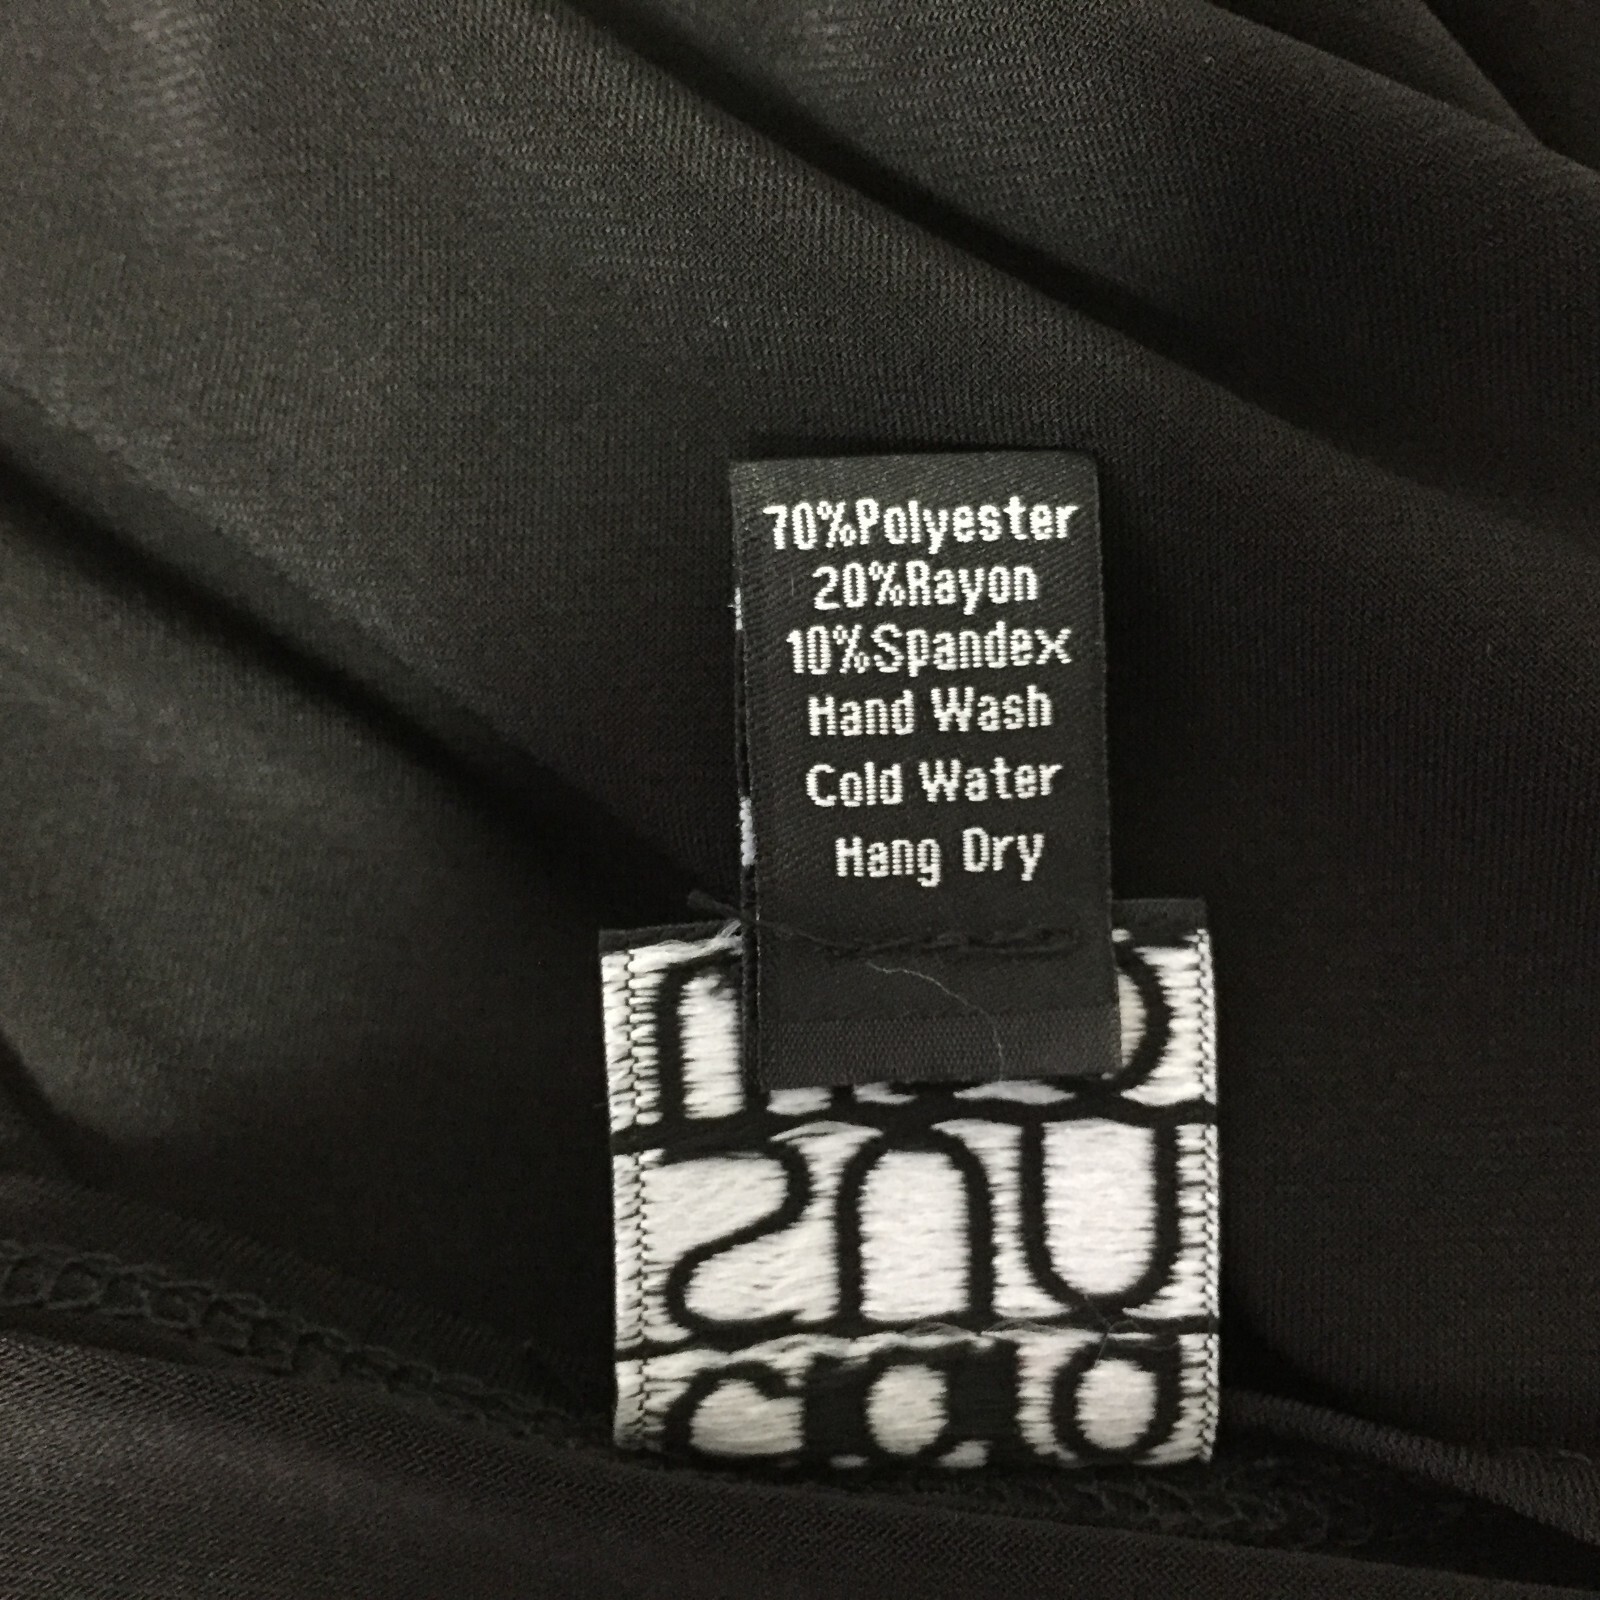 70%Polyester
20%Rayon
10%Spandex
Hand Wash
Cold Water
Hang Dry